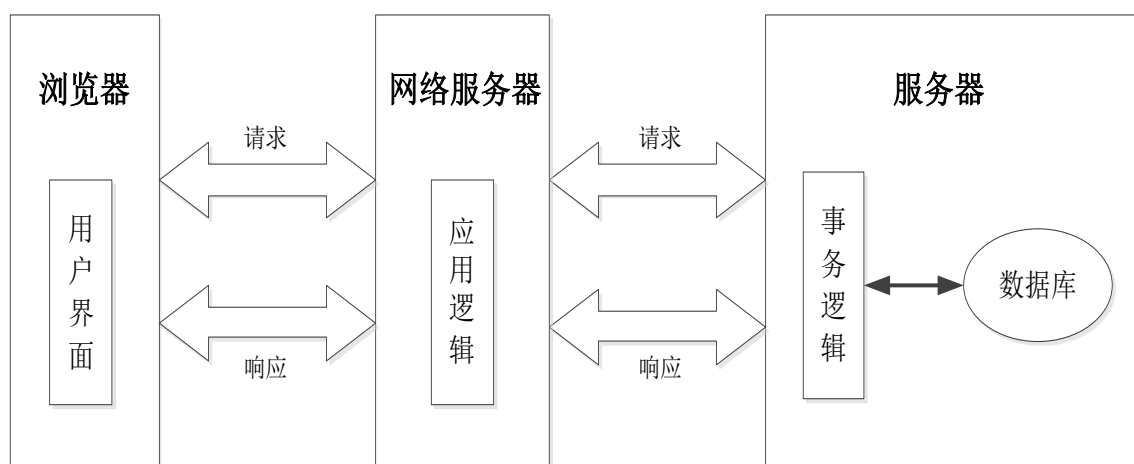 浏览器
网络服务器
服务器
请求
请求
用户界面
应用逻辑
事务逻辑
数据库
响应
响应